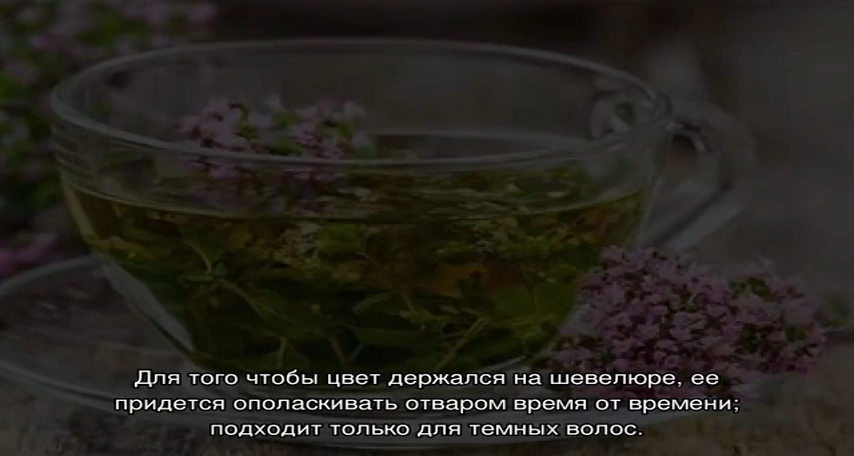 Для того чтобы цвет держался на шевелюре, ее
придется ополаскивать отваром время от времени;
подходит только для темных волос.